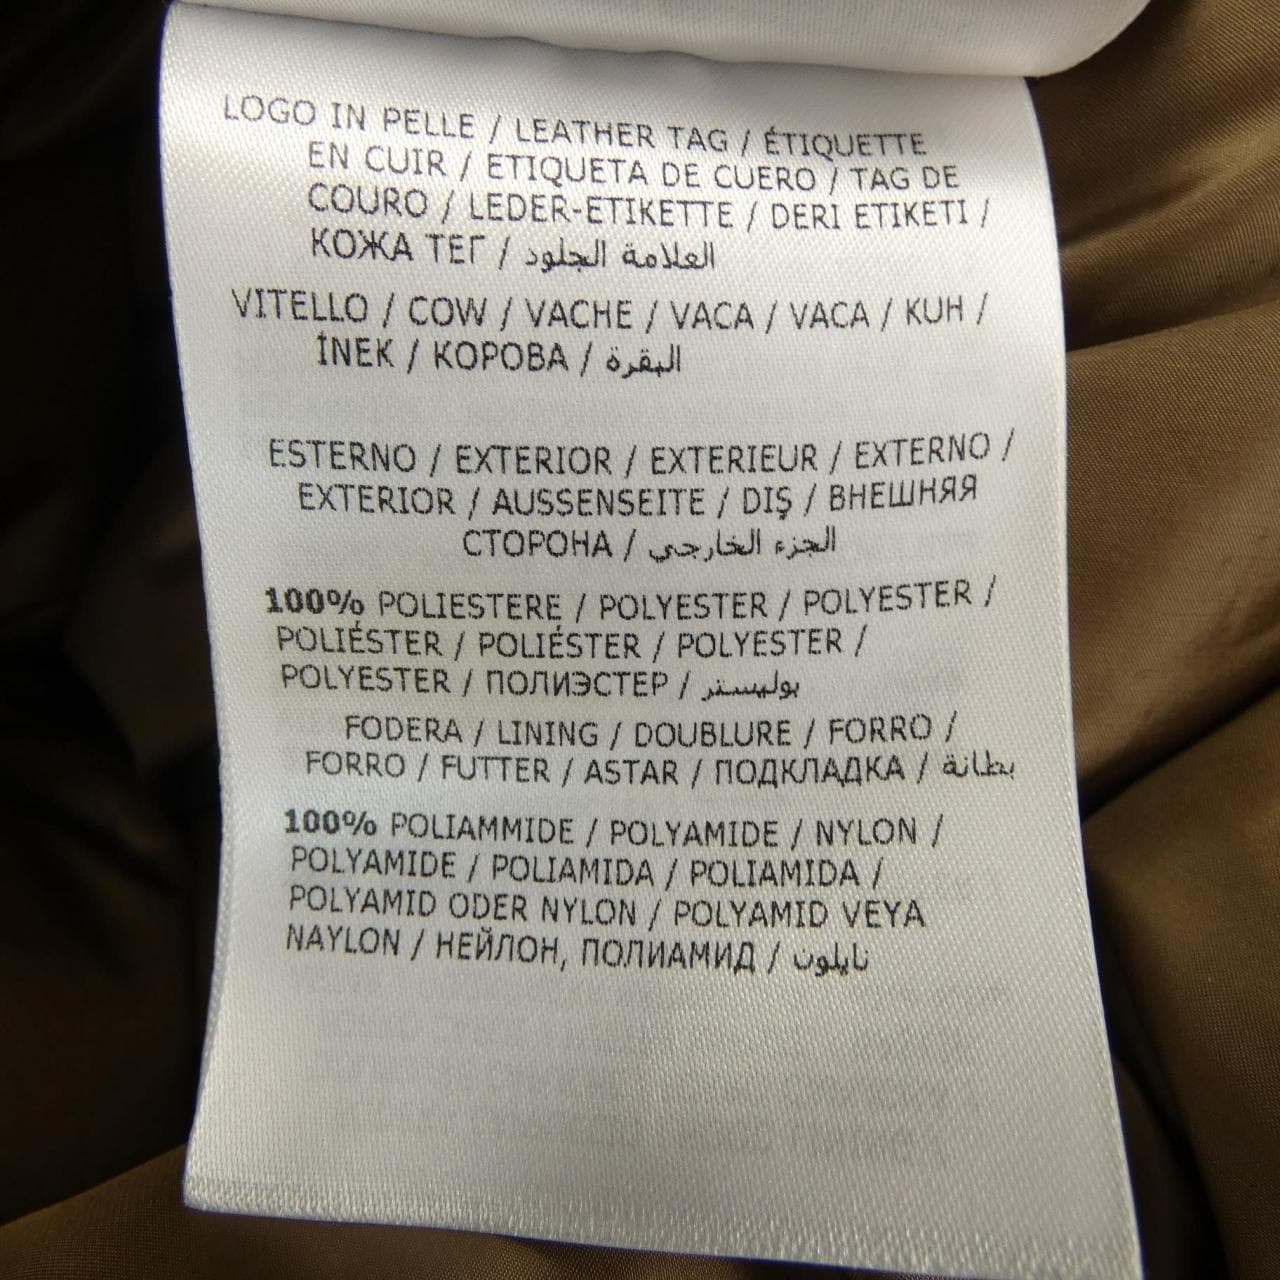 LOGO IN PELLE / LEATHER TAG / ÉTIQUETTE
EN CUIR / ETIQUETA DE CUERO / TAG DE
COURO / LEDER-ETIKETTE / DERI ETIKETI /
КОЖА ТЕГ / العلامة الجلود
VITELLO / COW / VACHE / VACA / VACA / KUH /
İNEK / КОРОВА / البقرة
ESTERNO / EXTERIOR / EXTERIEUR / EXTERNO /
EXTERIOR / AUSSENSEITE / DIŞ / ВНЕШНЯЯ
СТОРОНА / الجزء الخارجي
100% POLIESTERE / POLYESTER / POLYESTER /
POLIÉSTER / POLIÉSTER / POLYESTER /
POLYESTER / ПОЛИЭСТЕР / بوليستر
FODERA / LINING / DOUBLURE / FORRO /
FORRO / FUTTER / ASTAR / ПОДКЛАДКА / بطانة
100% POLIAMMIDE / POLYAMIDE / NYLON /
POLYAMIDE / POLIAMIDA / POLIAMIDA /
POLYAMID ODER NYLON / POLYAMID VEYA
NAYLON / НЕЙЛОН, ПОЛИАМИД / نايلون